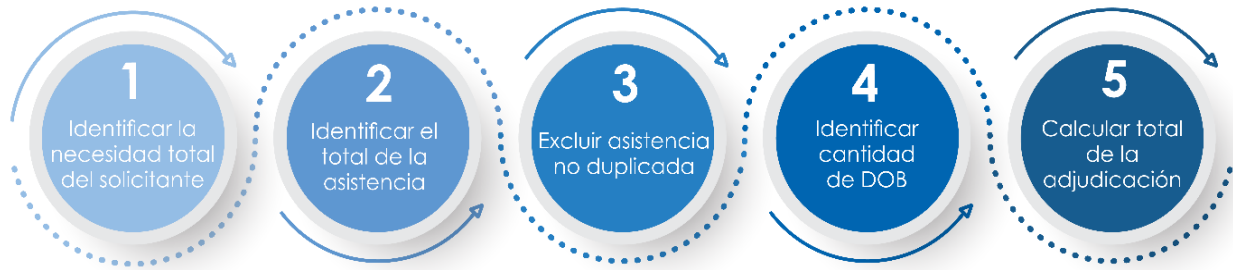 1
Identificar la
necesidad total
del solicitante
2
Identificar el
total de la
asistencia
3
Excluir asistencia
no duplicada
4
Identificar
cantidad
de DOB
5
Calcular total
de la
adjudicación